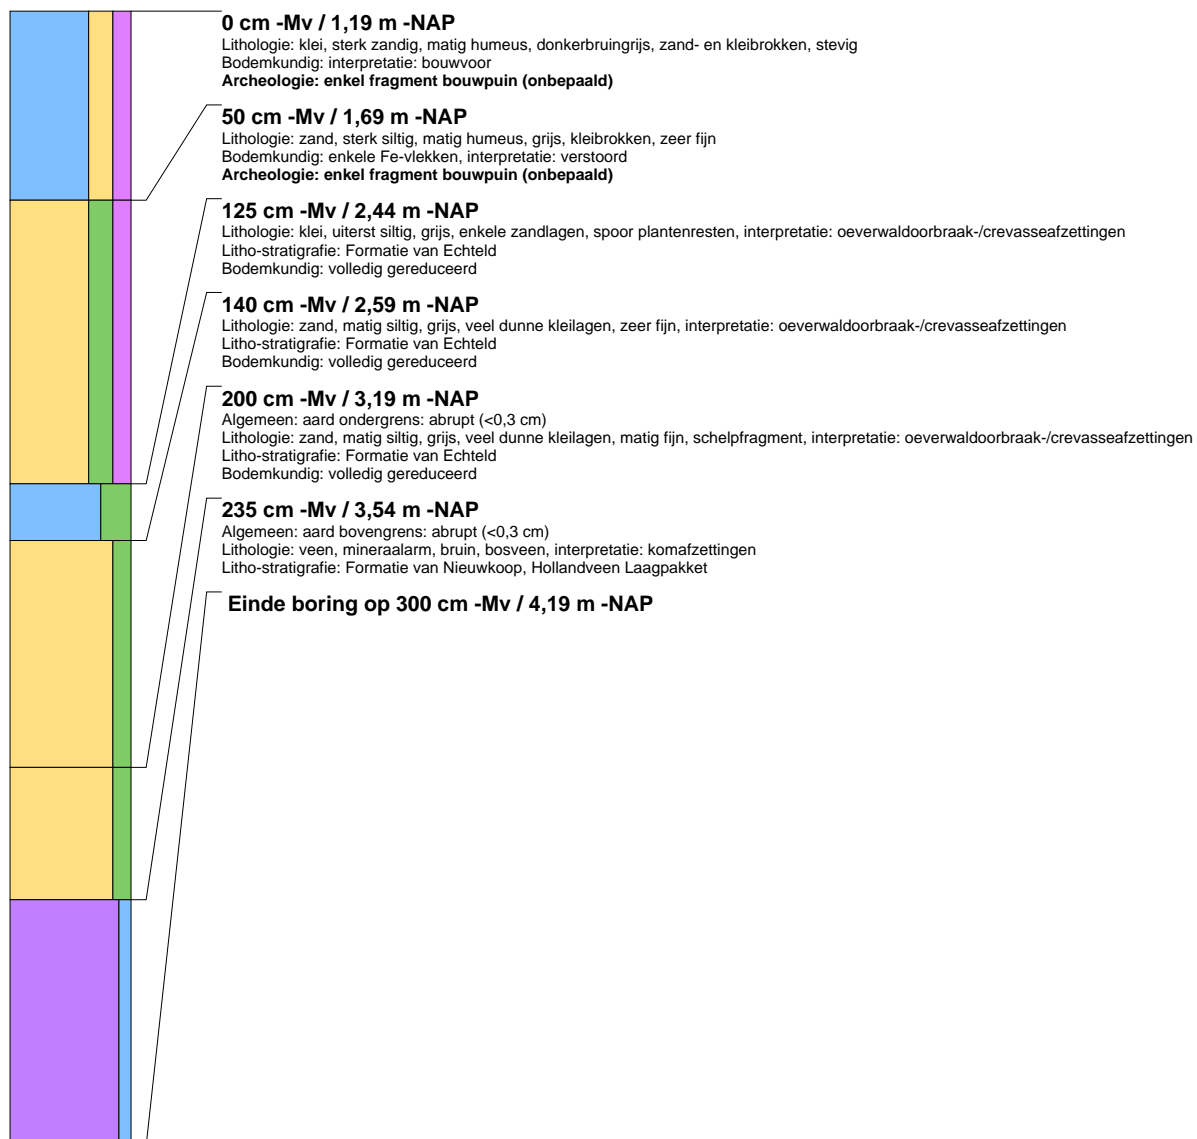 0 cm -Mv / 1,19 m -NAP
Lithologie: klei, sterk zandig, matig humeus, donkerbruingrijs, zand- en kleibrokken, stevig
Bodemkundig: interpretatie: bouwvoor
Archeologie: enkel fragment bouwpuin (onbepaald)
50 cm -Mv / 1,69 m -NAP
Lithologie: zand, sterk siltig, matig humeus, grijs, kleibrokken, zeer fijn
Bodemkundig: enkele Fe-vlekken, interpretatie: verstoord
Archeologie: enkel fragment bouwpuin (onbepaald)
125 cm -Mv / 2,44 m -NAP
Lithologie: klei, uiterst siltig, grijs, enkele zandlagen, spoor plantenresten, interpretatie: oeverwaldoorbraak-/crevasseafzettingen
Litho-stratigrafie: Formatie van Echteld
Bodemkundig: volledig gereduceerd
140 cm -Mv / 2,59 m -NAP
Lithologie: zand, matig siltig, grijs, veel dunne kleilagen, zeer fijn, interpretatie: oeverwaldoorbraak-/crevasseafzettingen
Litho-stratigrafie: Formatie van Echteld
Bodemkundig: volledig gereduceerd
200 cm -Mv / 3,19 m -NAP
Algemeen: aard ondergrens: abrupt (<0,3 cm)
Lithologie: zand, matig siltig, grijs, veel dunne kleilagen, matig fijn, schelpfragment, interpretatie: oeverwaldoorbraak-/crevasseafzettingen
Litho-stratigrafie: Formatie van Echteld
Bodemkundig: volledig gereduceerd
235 cm -Mv / 3,54 m -NAP
Algemeen: aard bovengrens: abrupt (<0,3 cm)
Lithologie: veen, mineraalarm, bruin, bosveen, interpretatie: komafzettingen
Litho-stratigrafie: Formatie van Nieuwkoop, Hollandveen Laagpakket
Einde boring op 300 cm -Mv / 4,19 m -NAP